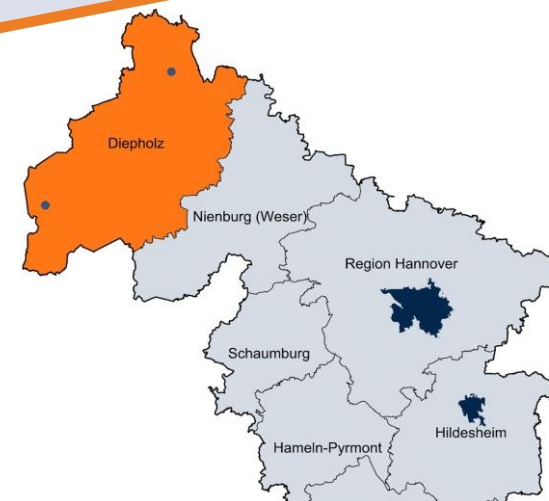 Diepholz
Nienburg (Weser)
Region Hannover
Schaumburg
Hildesheim
Hameln-Pyrmont